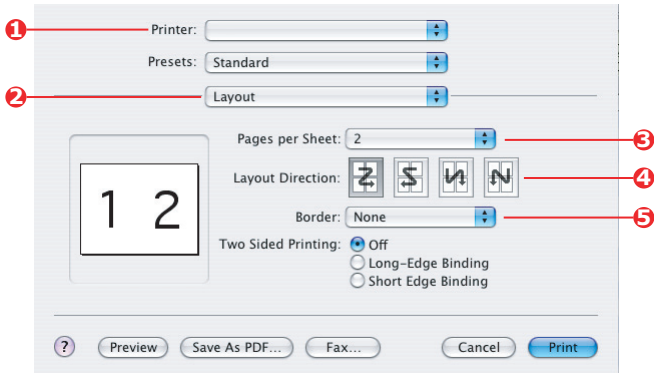 1 Printer:
Presets: Standard
2 Layout
Pages per Sheet: 2 3
Layout Direction: 4
1 2
Border: None 5
Two Sided Printing: Off
Long-Edge Binding
Short Edge Binding
? Preview Save As PDF... Fax... Cancel Print